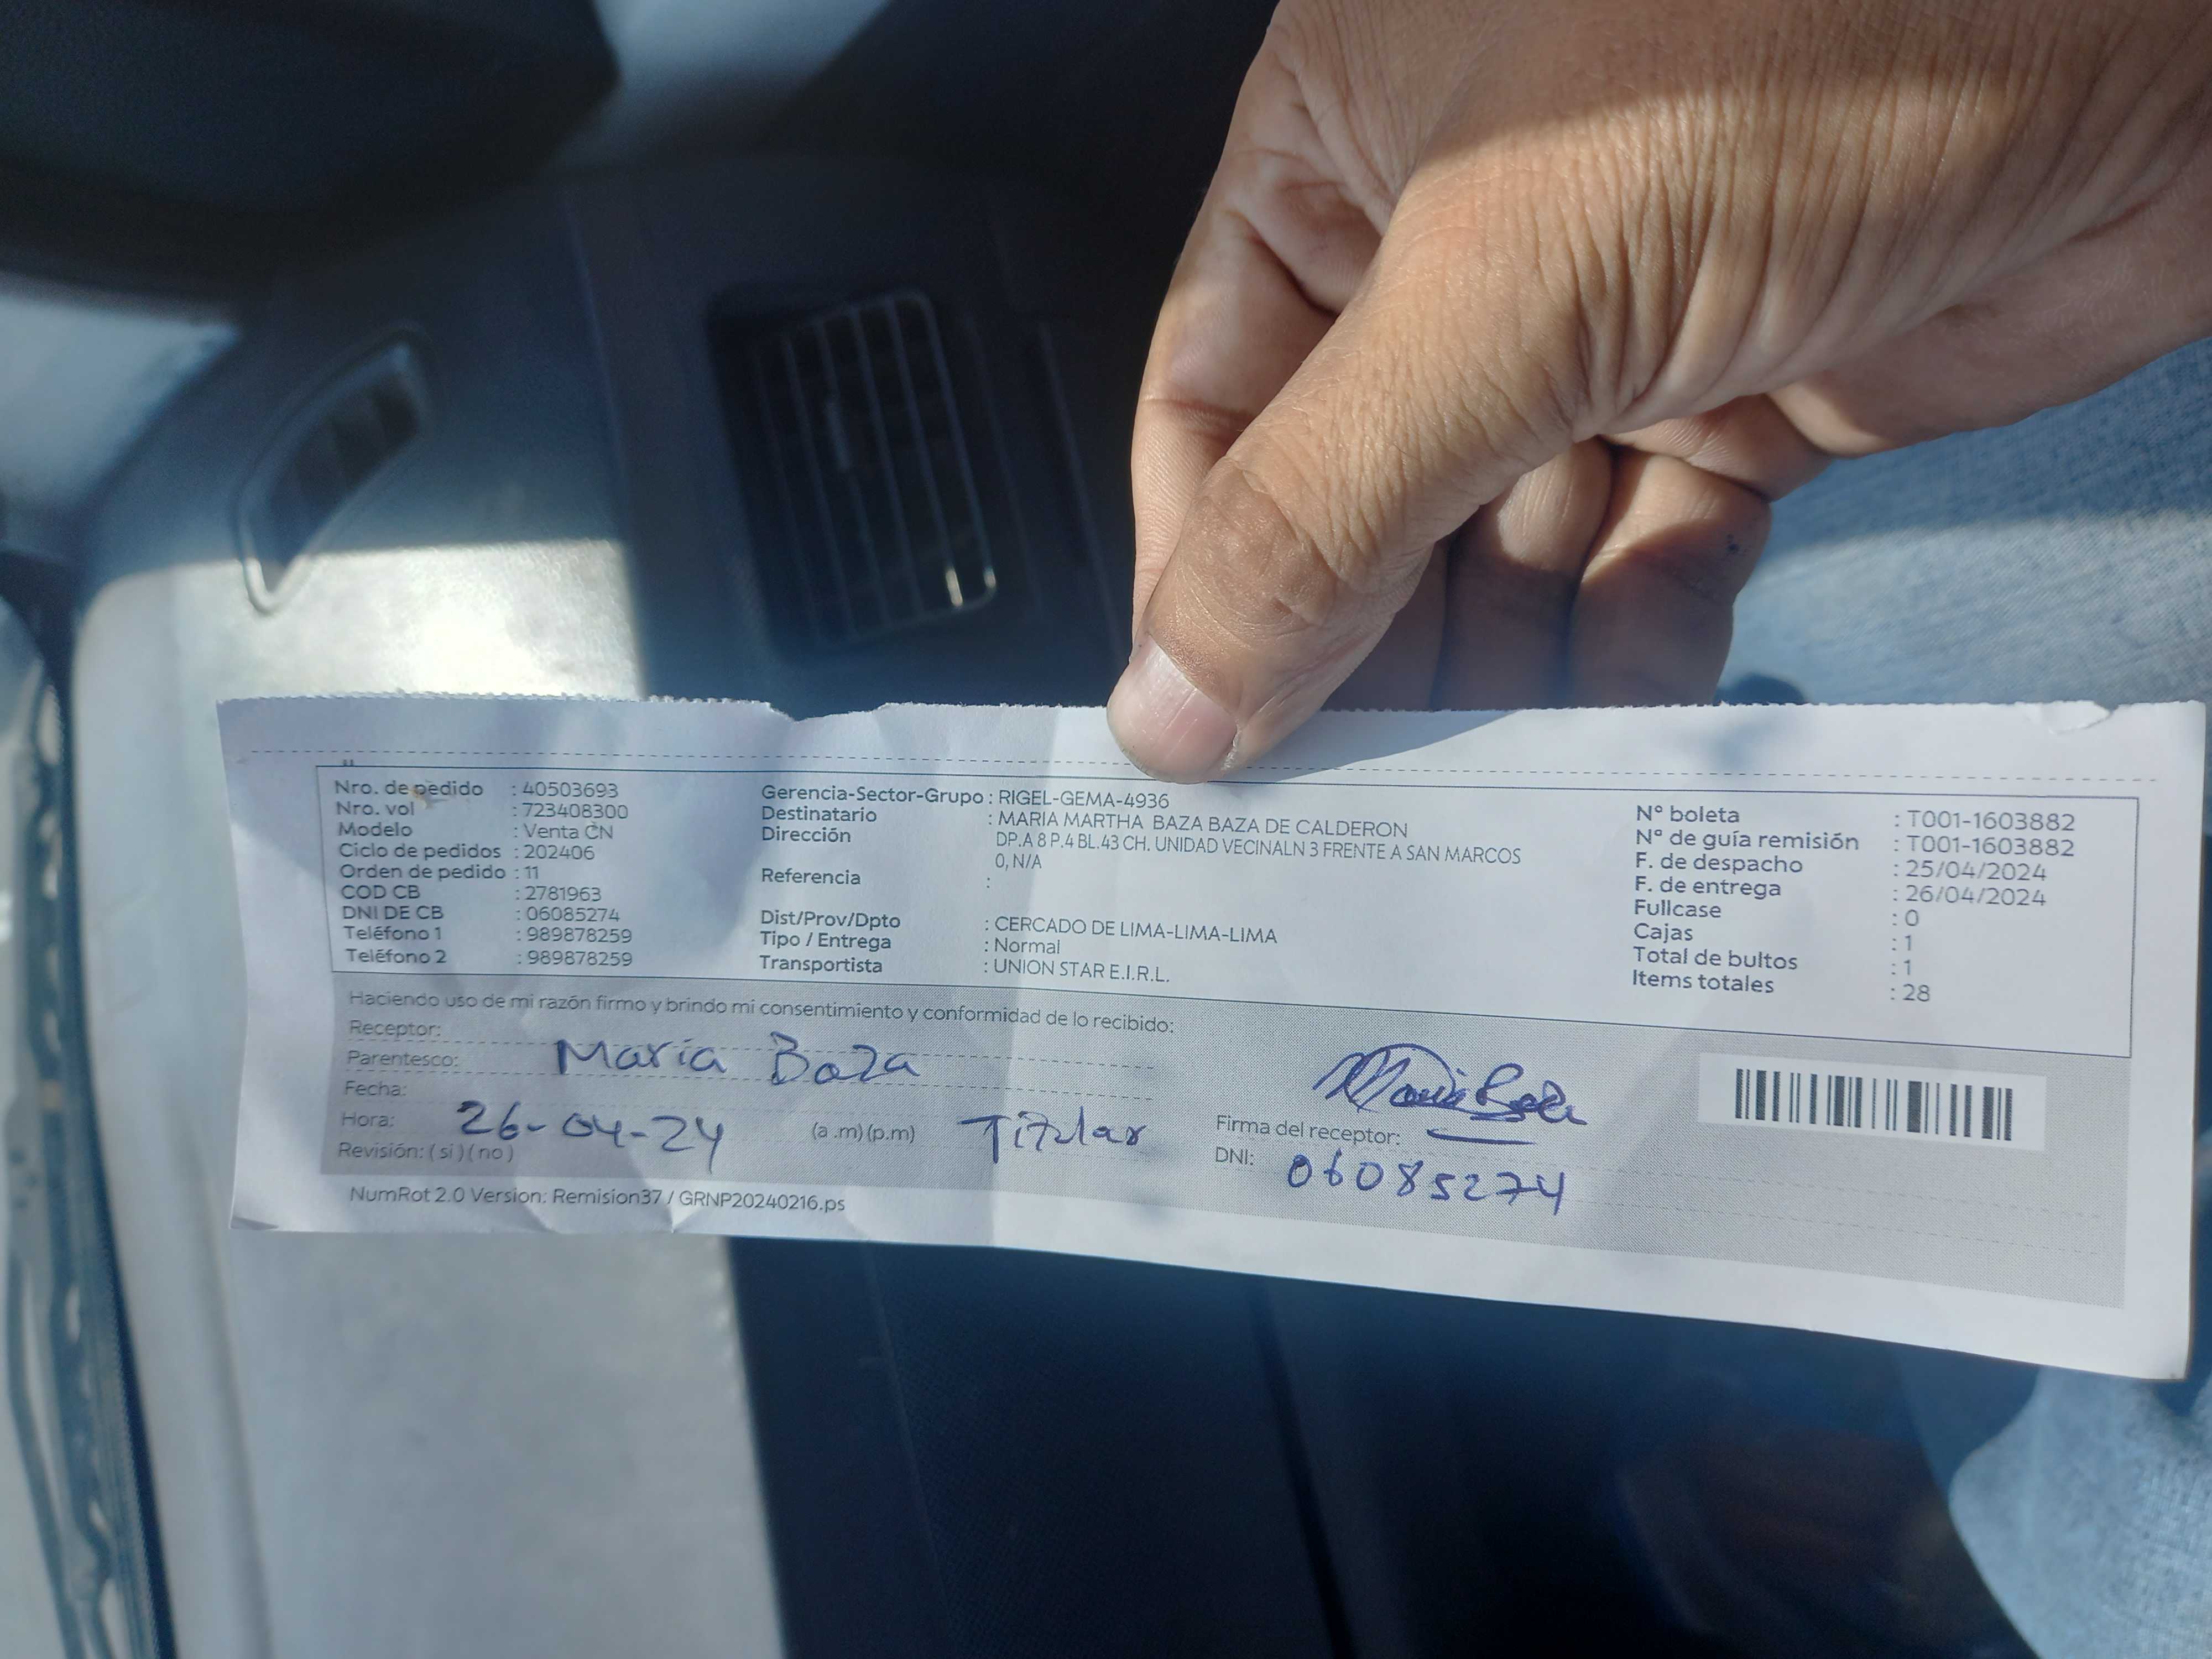 Nro. de pedido : 40503693
Nro. vol : 723408300
Modelo : Venta CN
Ciclo de pedidos : 202406
Orden de pedido : 11
COD CB : 2781963
DNI DE CB : 06085274
Teléfono 1 : 989878259
Teléfono 2 : 989878259
Gerencia-Sector-Grupo : RIGEL-GEMA-4936
Destinatario : MARIA MARTHA BAZA BAZA DE CALDERON
Dirección DP.A 8 P.4 BL.43 CH. UNIDAD VECINALN 3 FRENTE A SAN MARCOS
0, N/A
Referencia :
Dist/Prov/Dpto : CERCADO DE LIMA-LIMA-LIMA
Tipo / Entrega : Normal
Transportista : UNION STAR E.I.R.L.
N° boleta : T001-1603882
N° de guía remisión : T001-1603882
F. de despacho : 25/04/2024
F. de entrega : 26/04/2024
Fullcase : 0
Cajas : 1
Total de bultos : 1
Items totales : 28
Haciendo uso de mi razón firmo y brindo mi consentimiento y conformidad de lo recibido:
Receptor:
Parentesco: Maria Baza
Fecha:
Hora: 26-04-24 (a .m) (p.m) Titular
Revisión: ( si ) ( no )
Firma del receptor: Maria Baza
DNI: 06085274
NumRot 2.0 Version: Remision37 / GRNP20240216.ps